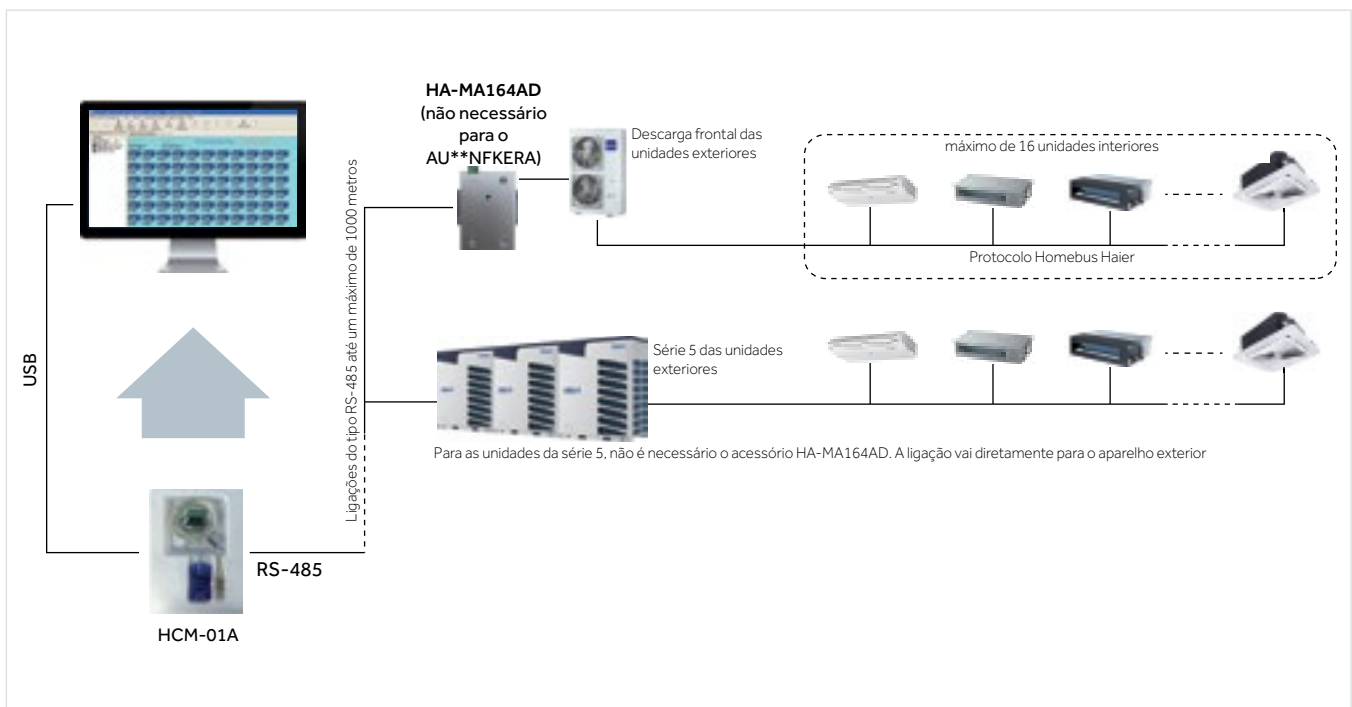 HA-MA164AD
(não necessário
para o
AU**NFKERA)
Descarga frontal das
unidades exteriores
máximo de 16 unidades interiores
Protocolo Homebus Haier
USB
Ligações do tipo RS-485 até um máximo de 1000 metros
Série 5 das unidades
exteriores
Para as unidades da série 5, não é necessário o acessório HA-MA164AD. A ligação vai diretamente para o aparelho exterior
RS-485
HCM-01A